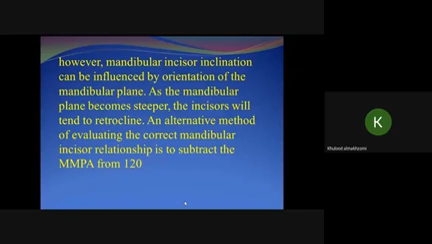 however, mandibular incisor inclination
can be influenced by orientation of the
mandibular plane. As the mandibular
plane becomes steeper, the incisors will
tend to retrocline. An alternative method
of evaluating the correct mandibular
incisor relationship is to subtract the
MMPA from 120
K
Khuleod almakhzomi